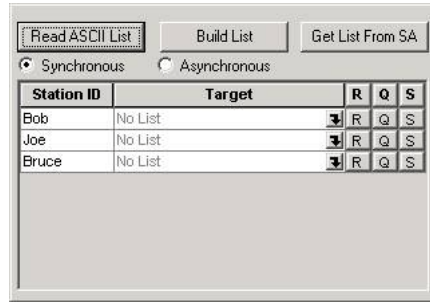 Read ASCII List Build List Get List From SA
Synchronous Asynchronous
Station ID Target R Q S
Bob No List R Q S
Joe No List R Q S
Bruce No List R Q S